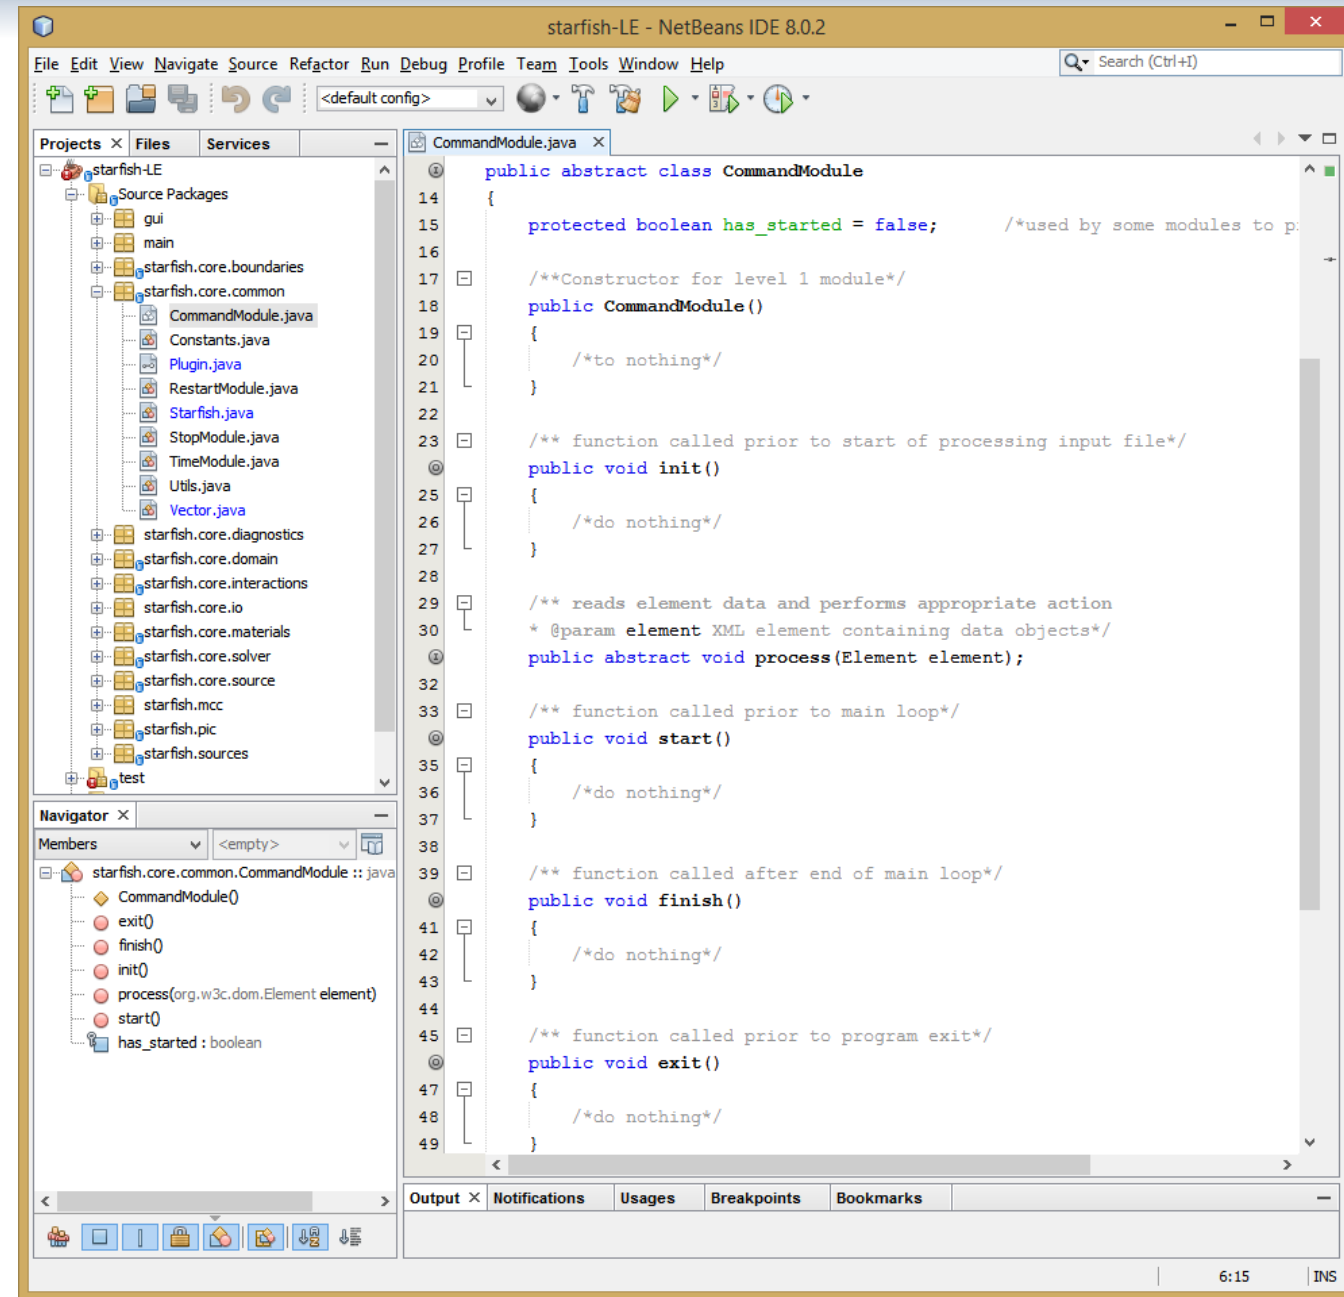 starfish-LE - NetBeans IDE 8.0.2
File Edit View Navigate Source Refactor Run Debug Profile Team Tools Window Help
Search (Ctrl+I)
<default config>
Projects Files Services
starfish-LE
Source Packages
gui
main
starfish.core.boundaries
starfish.core.common
CommandModule.java
Constants.java
Plugin.java
RestartModule.java
Starfish.java
StopModule.java
TimeModule.java
Utils.java
Vector.java
starfish.core.diagnostics
starfish.core.domain
starfish.core.interactions
starfish.core.io
starfish.core.materials
starfish.core.solver
starfish.core.source
starfish.mcc
starfish.pic
starfish.sources
test
Navigator
Members <empty>
starfish.core.common.CommandModule :: java
CommandModule()
exit()
finish()
init()
process(org.w3c.dom.Element element)
start()
has_started : boolean
CommandModule.java
public abstract class CommandModule
14 {
15 protected boolean has_started = false; /*used by some modules to p
16
17 /**Constructor for level 1 module*/
18 public CommandModule()
19 {
20 /*to nothing*/
21 }
22
23 /** function called prior to start of processing input file*/
public void init()
25 {
26 /*do nothing*/
27 }
28
29 /** reads element data and performs appropriate action
30 * @param element XML element containing data objects*/
public abstract void process(Element element);
32
33 /** function called prior to main loop*/
public void start()
35 {
36 /*do nothing*/
37 }
38
39 /** function called after end of main loop*/
public void finish()
41 {
42 /*do nothing*/
43 }
44
45 /** function called prior to program exit*/
public void exit()
47 {
48 /*do nothing*/
49 }
Output Notifications Usages Breakpoints Bookmarks
6:15 INS